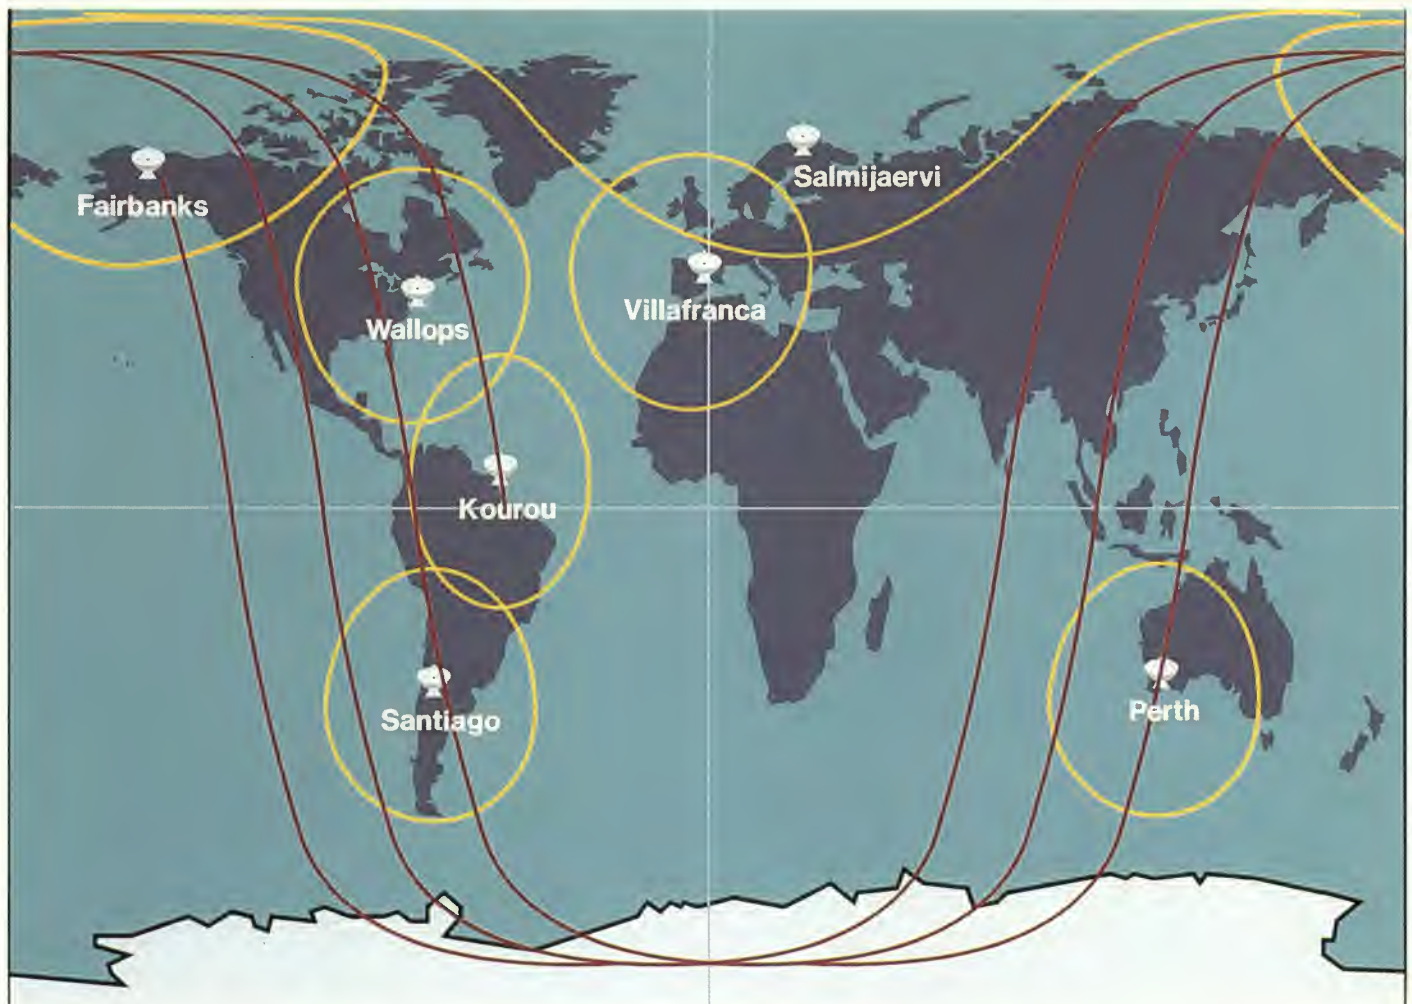 Salmijaervi
Fairbanks
Villafranca
Wallops
Kourou
Perth
Santiago